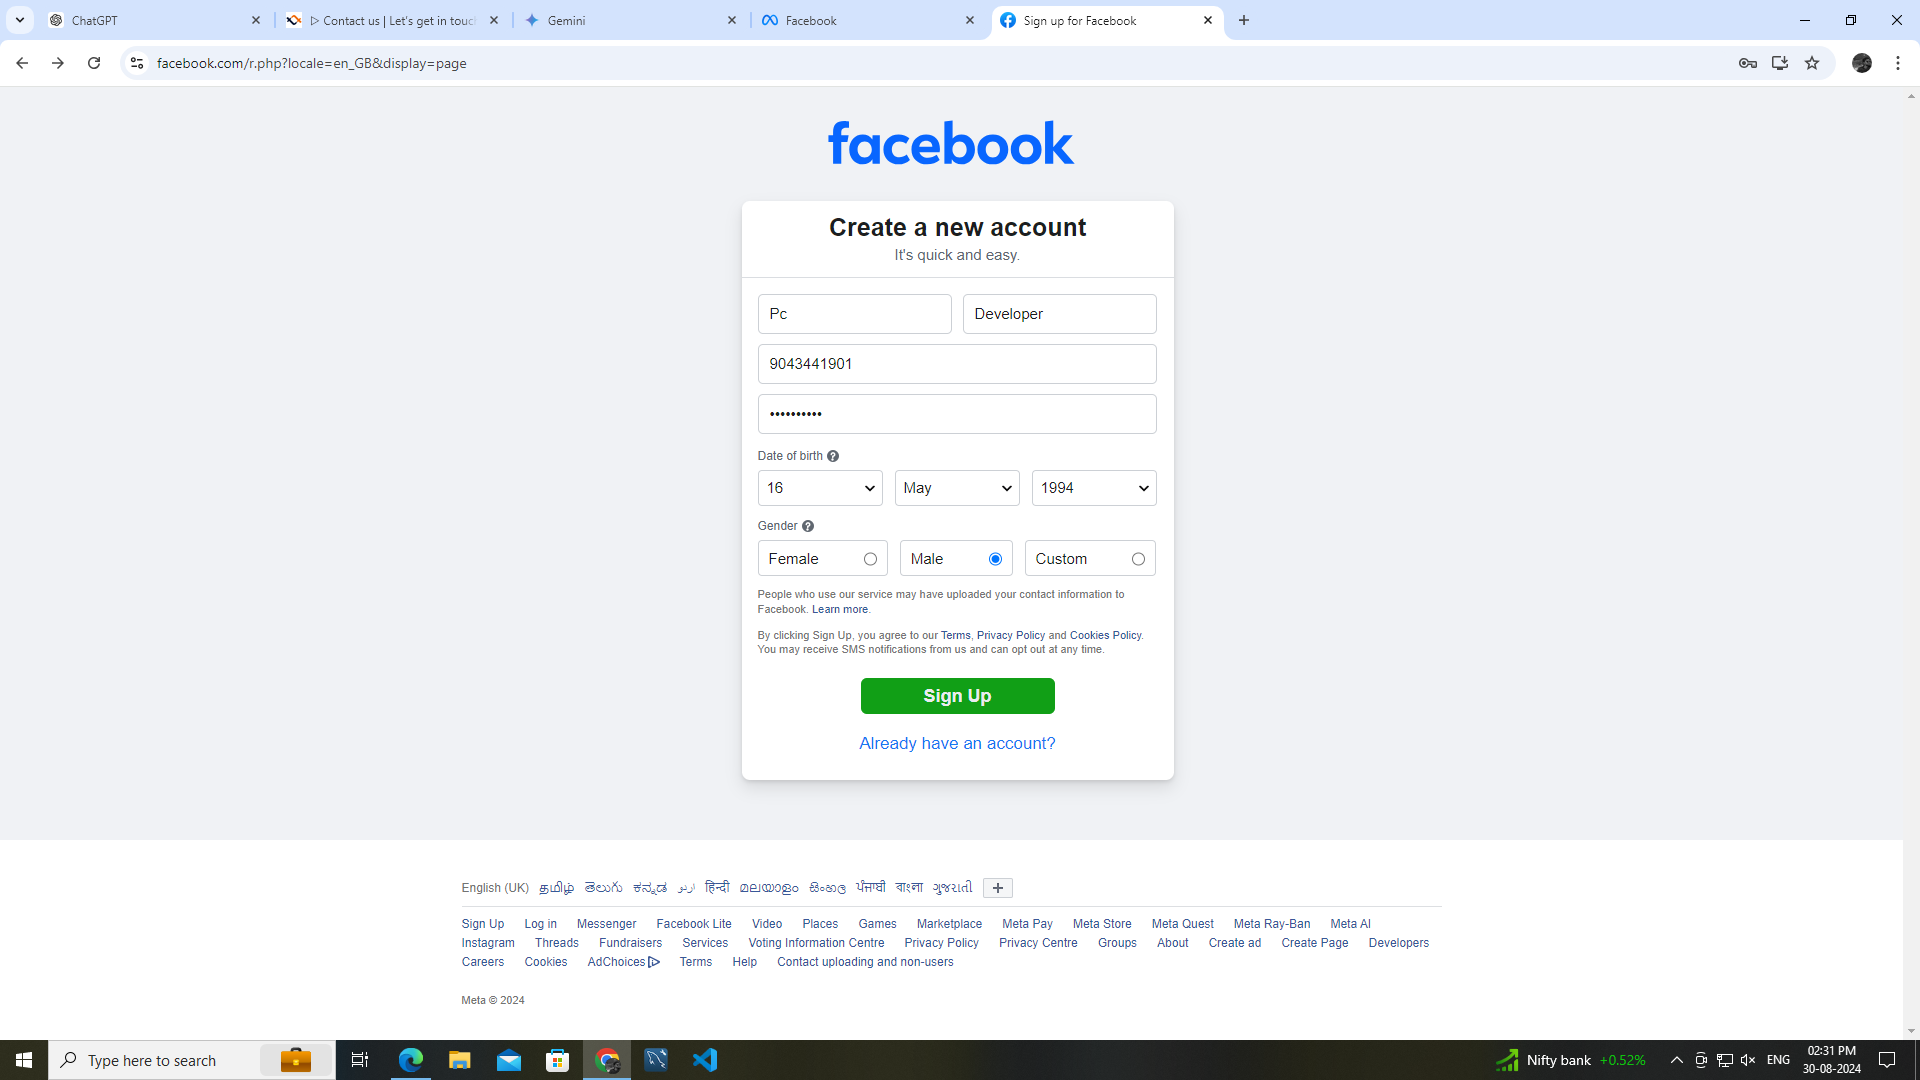 ChatGPT
ᐅ Contact us | Let's get in touc
Gemini
Facebook
Sign up for Facebook
facebook.com/r.php?locale=en_GB&display=page
facebook
Create a new account
It's quick and easy.
Pc Developer
9043441901
••••••••••
Date of birth ?
16 May 1994
Gender ?
Female Male Custom
People who use our service may have uploaded your contact information to
Facebook. Learn more.
By clicking Sign Up, you agree to our Terms, Privacy Policy and Cookies Policy.
You may receive SMS notifications from us and can opt out at any time.
Sign Up
Already have an account?
English (UK) தமிழ் తెలుగు ಕನ್ನಡ اردو हिन्दी മലയാളം සිංහල ਪੰਜਾਬੀ বাংলা ગુજરાતી +
Sign Up Log in Messenger Facebook Lite Video Places Games Marketplace Meta Pay Meta Store Meta Quest Meta Ray-Ban Meta AI
Instagram Threads Fundraisers Services Voting Information Centre Privacy Policy Privacy Centre Groups About Create ad Create Page Developers
Careers Cookies AdChoices Terms Help Contact uploading and non-users
Meta © 2024
Type here to search
Nifty bank +0.52%
ENG
02:31 PM
30-08-2024